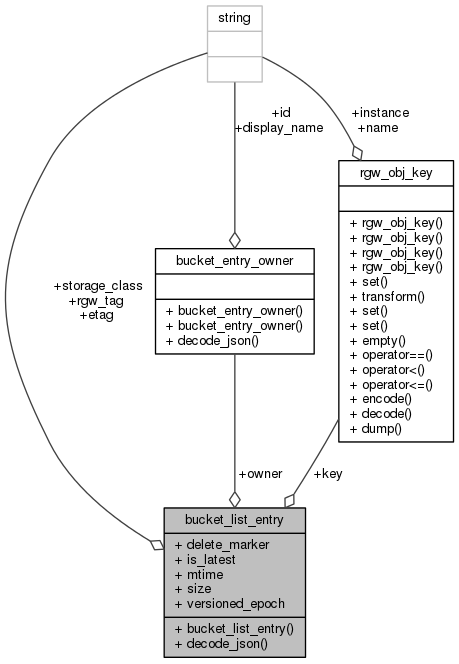 string
+id
+display_name
+instance
+name
rgw_obj_key
+ rgw_obj_key()
+ rgw_obj_key()
+ rgw_obj_key()
+ rgw_obj_key()
+ set()
+ transform()
+ set()
+ set()
+ empty()
+ operator==()
+ operator<()
+ operator<=()
+ encode()
+ decode()
+ dump()
bucket_entry_owner
+ bucket_entry_owner()
+ bucket_entry_owner()
+ decode_json()
+storage_class
+rgw_tag
+etag
+owner
+key
bucket_list_entry
+ delete_marker
+ is_latest
+ mtime
+ size
+ versioned_epoch
+ bucket_list_entry()
+ decode_json()